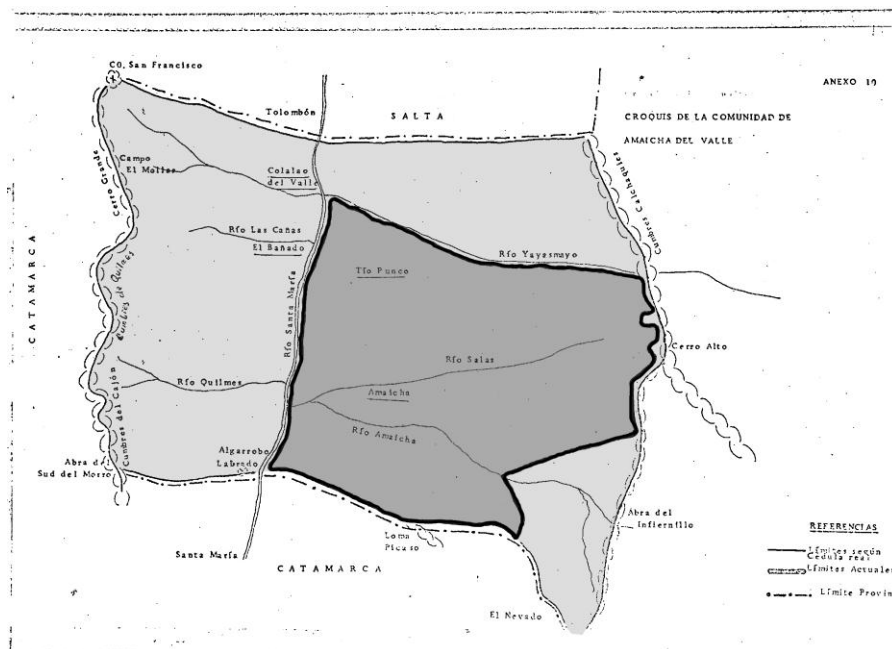 CO. San Francisco
ANEXO 10
Tolombón
SALTA
CROQUIS DE LA COMUNIDAD DE
AMAICHA DEL VALLE
Cerro Grande
Campo
El Molles
Colalao
del Valle
Cumbres Calchaquies
Río Las Cañas
El Bañado
Río Yayasmayo
CATAMARCA
Cumbres de Quilmes
Río Santa María
Tío Punco
Cerro Alto
Río Salas
Río Quilmes
Amaicha
Río Amaicha
Cumbres del Cajón
Algarrobo
Labrado
Abra del
Sud del Morro
Abra del
Infiernillo
REFERENCIAS
Límites según
Cedula real
Límites Actuales
Límite Provin
Loma
Picaso
Santa María
CATAMARCA
El Nevado